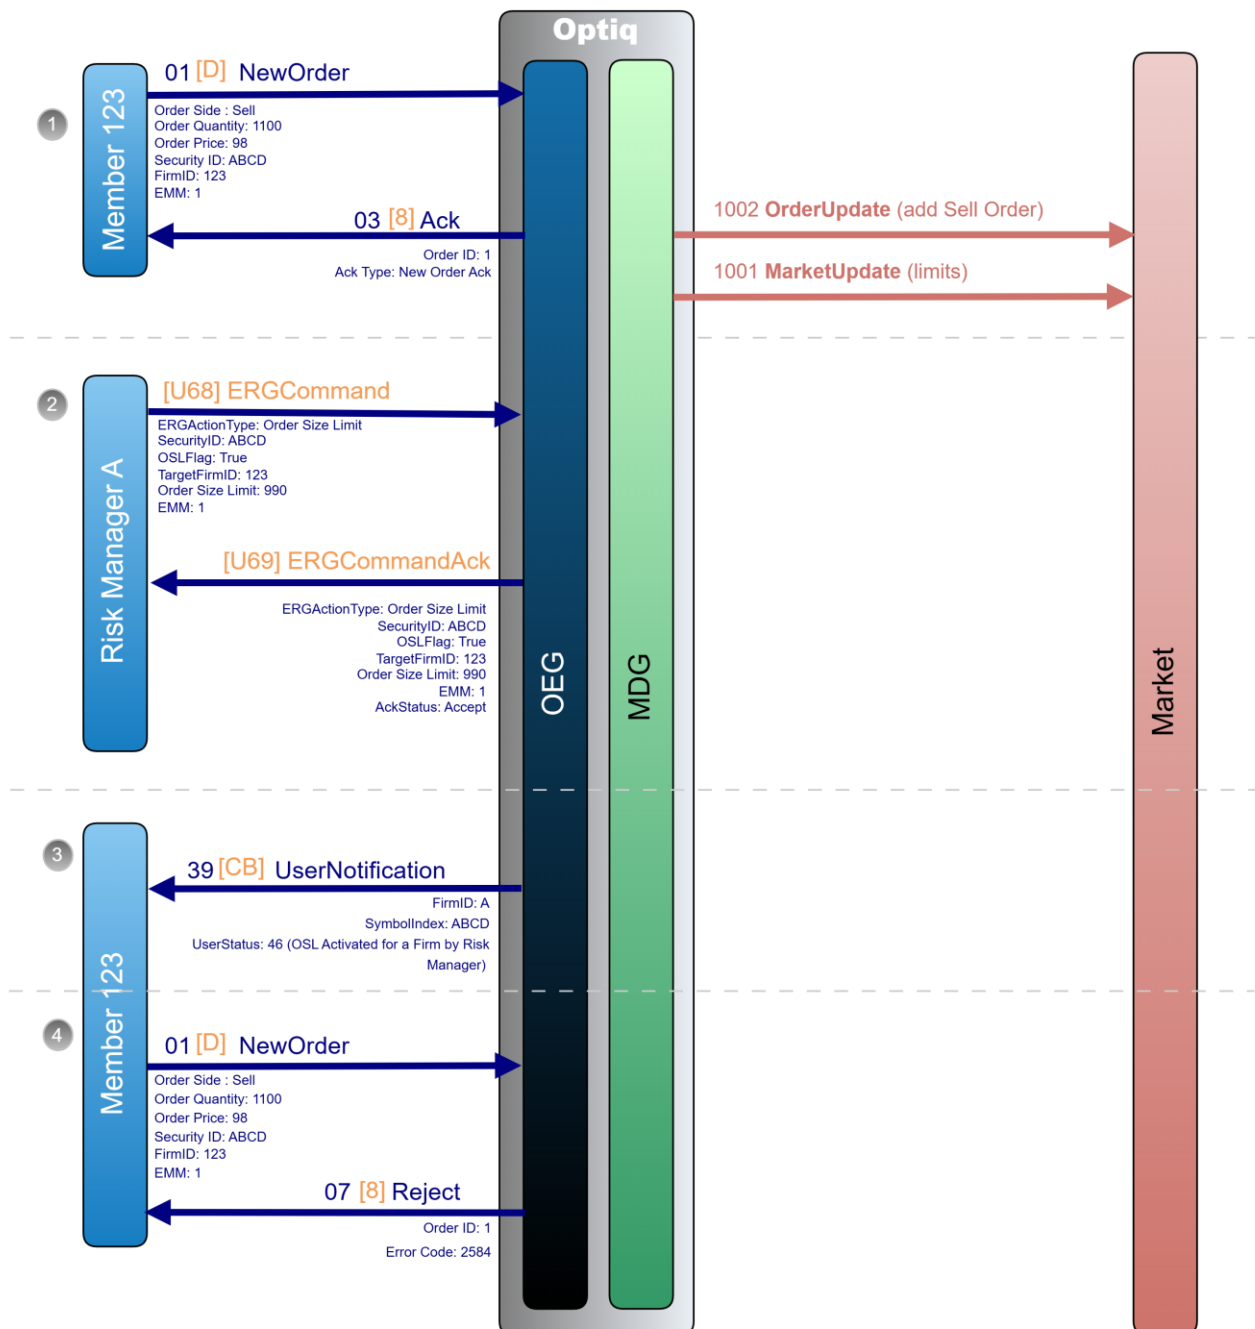 Optiq
1
Member 123
01 [D] NewOrder
Order Side : Sell
Order Quantity: 1100
Order Price: 98
Security ID: ABCD
FirmID: 123
EMM: 1
03 [8] Ack
Order ID: 1
Ack Type: New Order Ack
1002 OrderUpdate (add Sell Order)
1001 MarketUpdate (limits)
2
Risk Manager A
[U68] ERGCommand
ERGActionType: Order Size Limit
SecurityID: ABCD
OSLFlag: True
TargetFirmID: 123
Order Size Limit: 990
EMM: 1
[U69] ERGCommandAck
ERGActionType: Order Size Limit
SecurityID: ABCD
OSLFlag: True
TargetFirmID: 123
Order Size Limit: 990
EMM: 1
AckStatus: Accept
OEG
MDG
Market
3
Member 123
39 [CB] UserNotification
FirmID: A
SymbolIndex: ABCD
UserStatus: 46 (OSL Activated for a Firm by Risk
Manager)
4
01 [D] NewOrder
Order Side : Sell
Order Quantity: 1100
Order Price: 98
Security ID: ABCD
FirmID: 123
EMM: 1
07 [8] Reject
Order ID: 1
Error Code: 2584